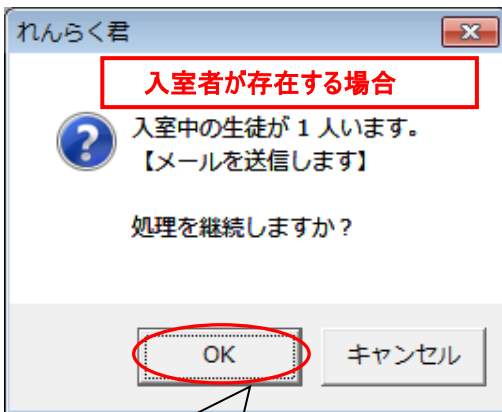 れんらく君
入室者が存在する場合
入室中の生徒が 1 人います。
【メールを送信します】
処理を継続しますか？
OK
キャンセル